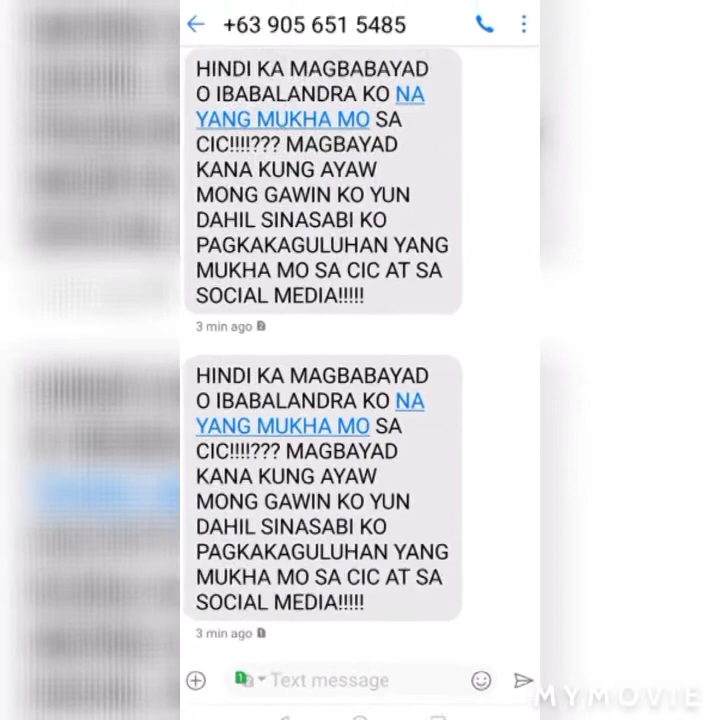 +63 905 651 5485
HINDI KA MAGBABAYAD
O IBABALANDRA KO NA
YANG MUKHA MO SA
CIC!!!!??? MAGBAYAD
KANA KUNG AYAW
MONG GAWIN KO YUN
DAHIL SINASABI KO
PAGKAKAGULUHAN YANG
MUKHA MO SA CIC AT SA
SOCIAL MEDIA!!!!!
3 min ago 2
HINDI KA MAGBABAYAD
O IBABALANDRA KO NA
YANG MUKHA MO SA
CIC!!!!??? MAGBAYAD
KANA KUNG AYAW
MONG GAWIN KO YUN
DAHIL SINASABI KO
PAGKAKAGULUHAN YANG
MUKHA MO SA CIC AT SA
SOCIAL MEDIA!!!!!
3 min ago 1
1 2 Text message
MYMOVIE